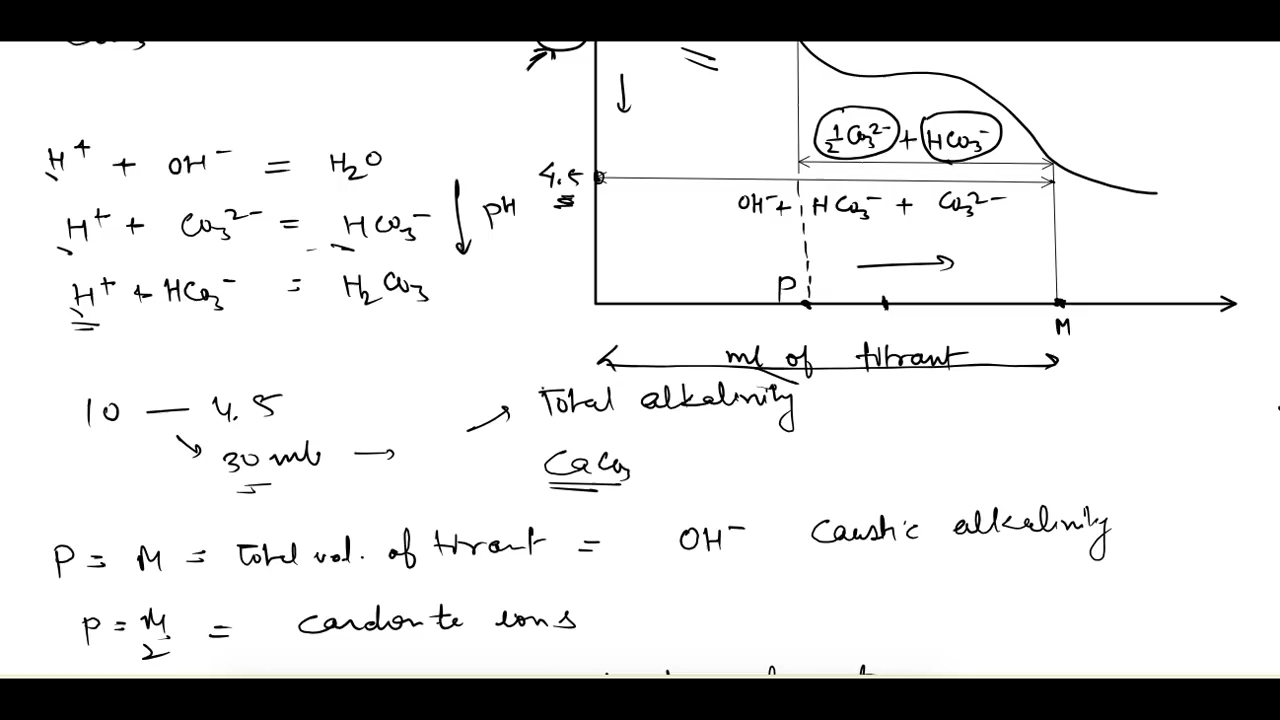 H⁺ + OH⁻ = H₂O
H⁺ + CO₃²⁻ = HCO₃⁻
pH
H⁺ + HCO₃⁻ = H₂CO₃
½CO₃²⁻ + HCO₃⁻
4.5
OH⁻ + HCO₃⁻ + CO₃²⁻
P
M
ml of titrant
10 — 4.5
30 ml →
Total alkalinity
CaCO₃
P = M = Total vol. of titrant = OH⁻ Caustic alkalinity
P = M/2 = Carbonte ions